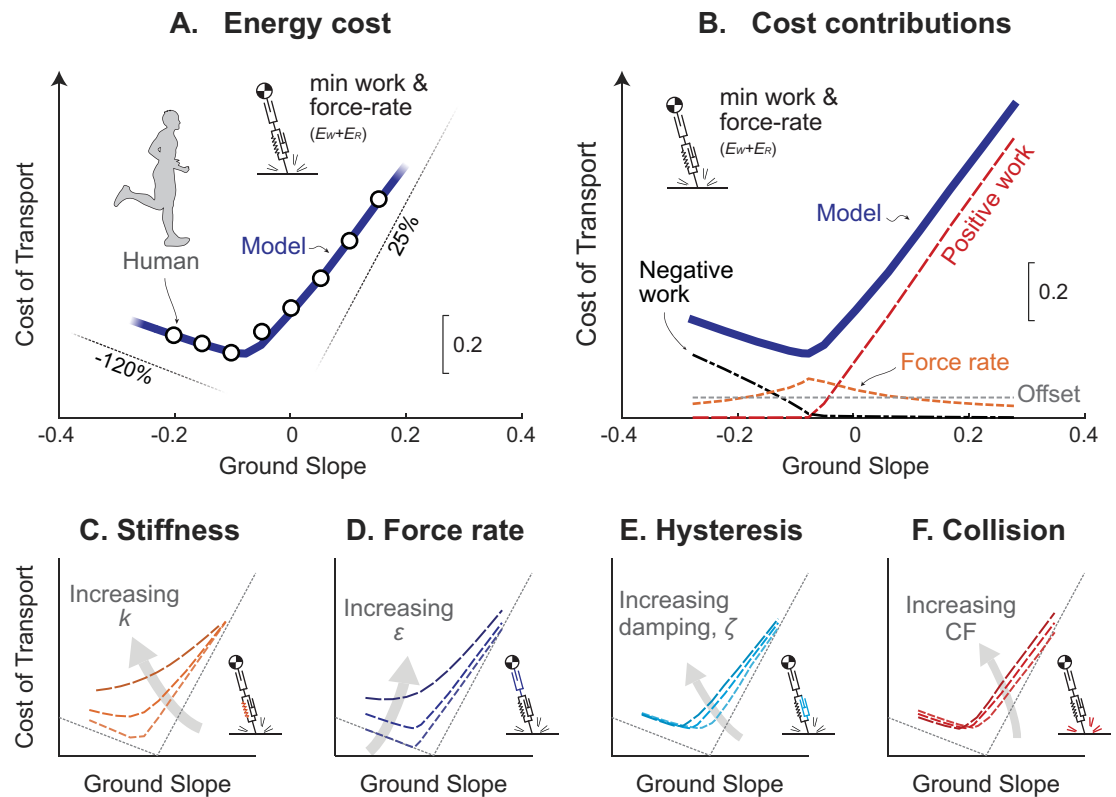 A. Energy cost
min work &
force-rate
(EW+ER)
Cost of Transport
Human
Model
25%
-120%
0.2
-0.4
-0.2
0
0.2
0.4
Ground Slope
B. Cost contributions
min work &
force-rate
(EW+ER)
Cost of Transport
Model
Positive work
Negative
work
0.2
Force rate
Offset
-0.4
-0.2
0
0.2
0.4
Ground Slope
C. Stiffness
Cost of Transport
Increasing
k
Ground Slope
D. Force rate
Increasing
ε
Ground Slope
E. Hysteresis
Increasing
damping, ζ
Ground Slope
F. Collision
Increasing
CF
Ground Slope